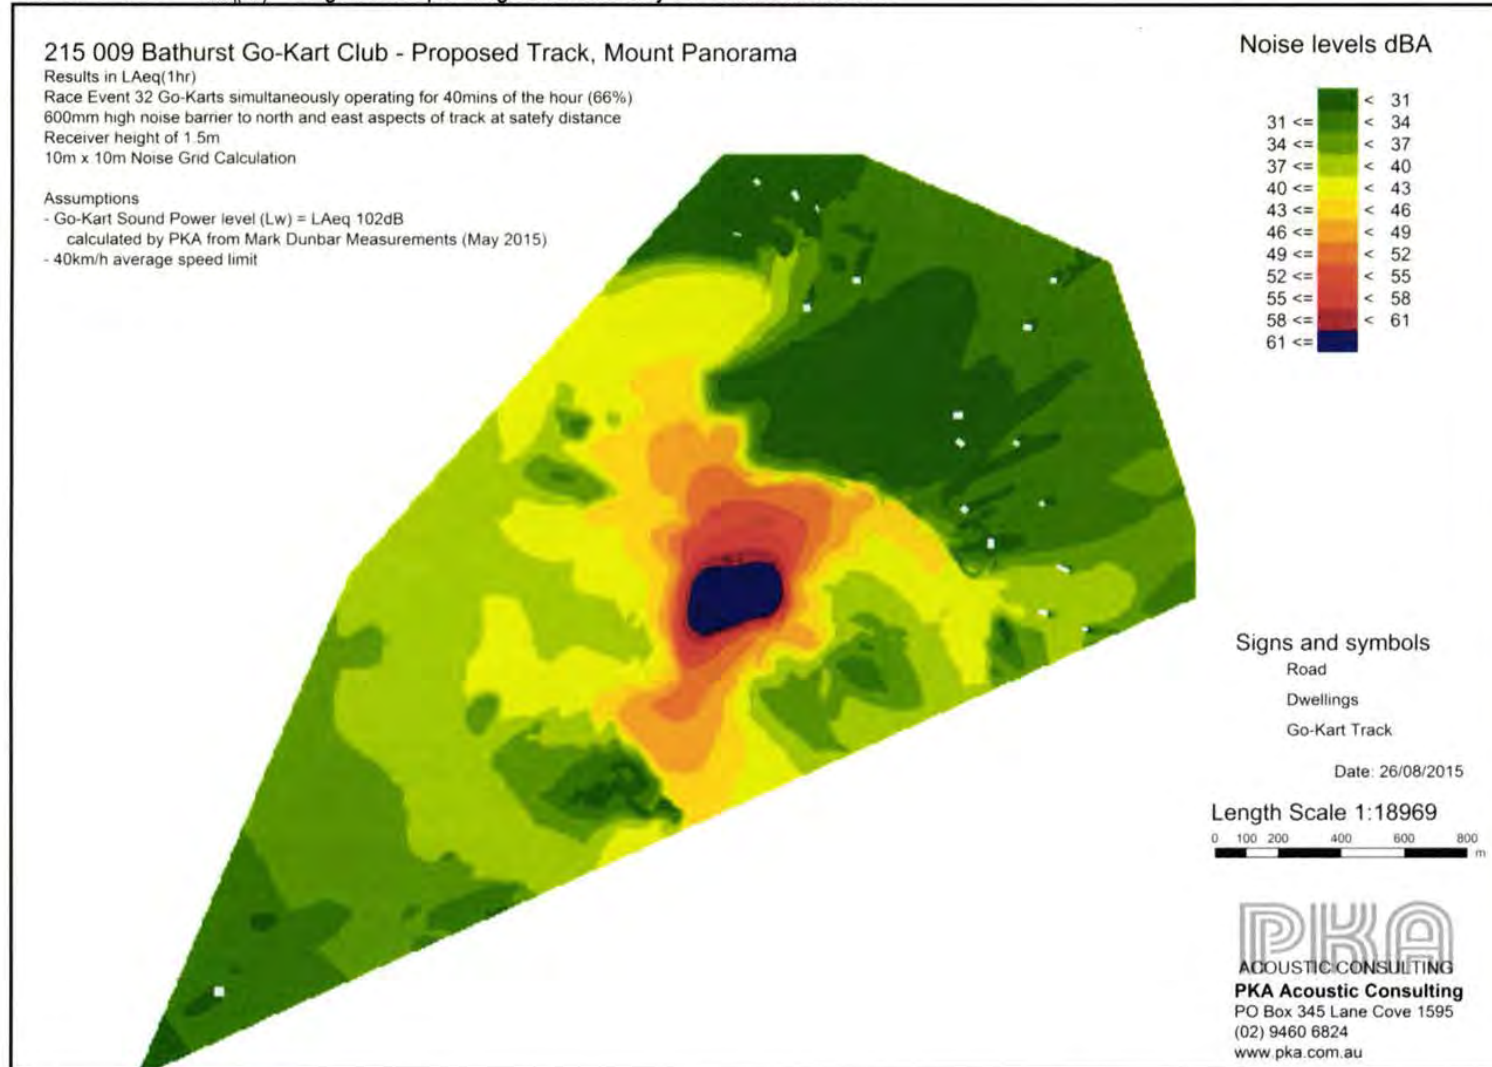 215 009 Bathurst Go-Kart Club - Proposed Track, Mount Panorama
Results in LAeq(1hr)
Race Event 32 Go-Karts simultaneously operating for 40mins of the hour (66%)
600mm high noise barrier to north and east aspects of track at satefy distance
Receiver height of 1.5m
10m x 10m Noise Grid Calculation
Assumptions
- Go-Kart Sound Power level (Lw) = LAeq 102dB
calculated by PKA from Mark Dunbar Measurements (May 2015)
- 40km/h average speed limit
Noise levels dBA
< 31
31 <= < 34
34 <= < 37
37 <= < 40
40 <= < 43
43 <= < 46
46 <= < 49
49 <= < 52
52 <= < 55
55 <= < 58
58 <= < 61
61 <=
Signs and symbols
Road
Dwellings
Go-Kart Track
Date: 26/08/2015
Length Scale 1:18969
0 100 200 400 600 800
m
PKA
ACOUSTIC CONSULTING
PKA Acoustic Consulting
PO Box 345 Lane Cove 1595
(02) 9460 6824
www.pka.com.au